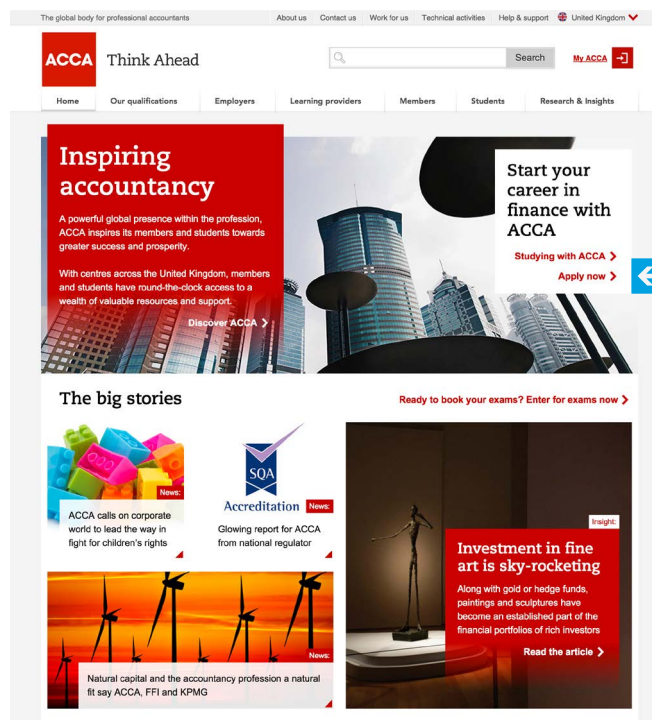 The global body for professional accountants
About us Contact us Work for us Technical activities Help & support United Kingdom
ACCA Think Ahead
Search
My ACCA
Home Our qualifications Employers Learning providers Members Students Research & Insights
Inspiring
accountancy
A powerful global presence within the profession,
ACCA inspires its members and students towards
greater success and prosperity.
With centres across the United Kingdom, members
and students have round-the-clock access to a
wealth of valuable resources and support.
Discover ACCA
Start your
career in
finance with
ACCA
Studying with ACCA
Apply now
The big stories
Ready to book your exams? Enter for exams now
News:
ACCA calls on corporate
world to lead the way in
fight for children's rights
SQA
Accreditation
News:
Glowing report for ACCA
from national regulator
News:
Natural capital and the accountancy profession a natural
fit say ACCA, FFI and KPMG
Insight:
Investment in fine
art is sky-rocketing
Along with gold or hedge funds,
paintings and sculptures have
become an established part of the
financial portfolios of rich investors
Read the article